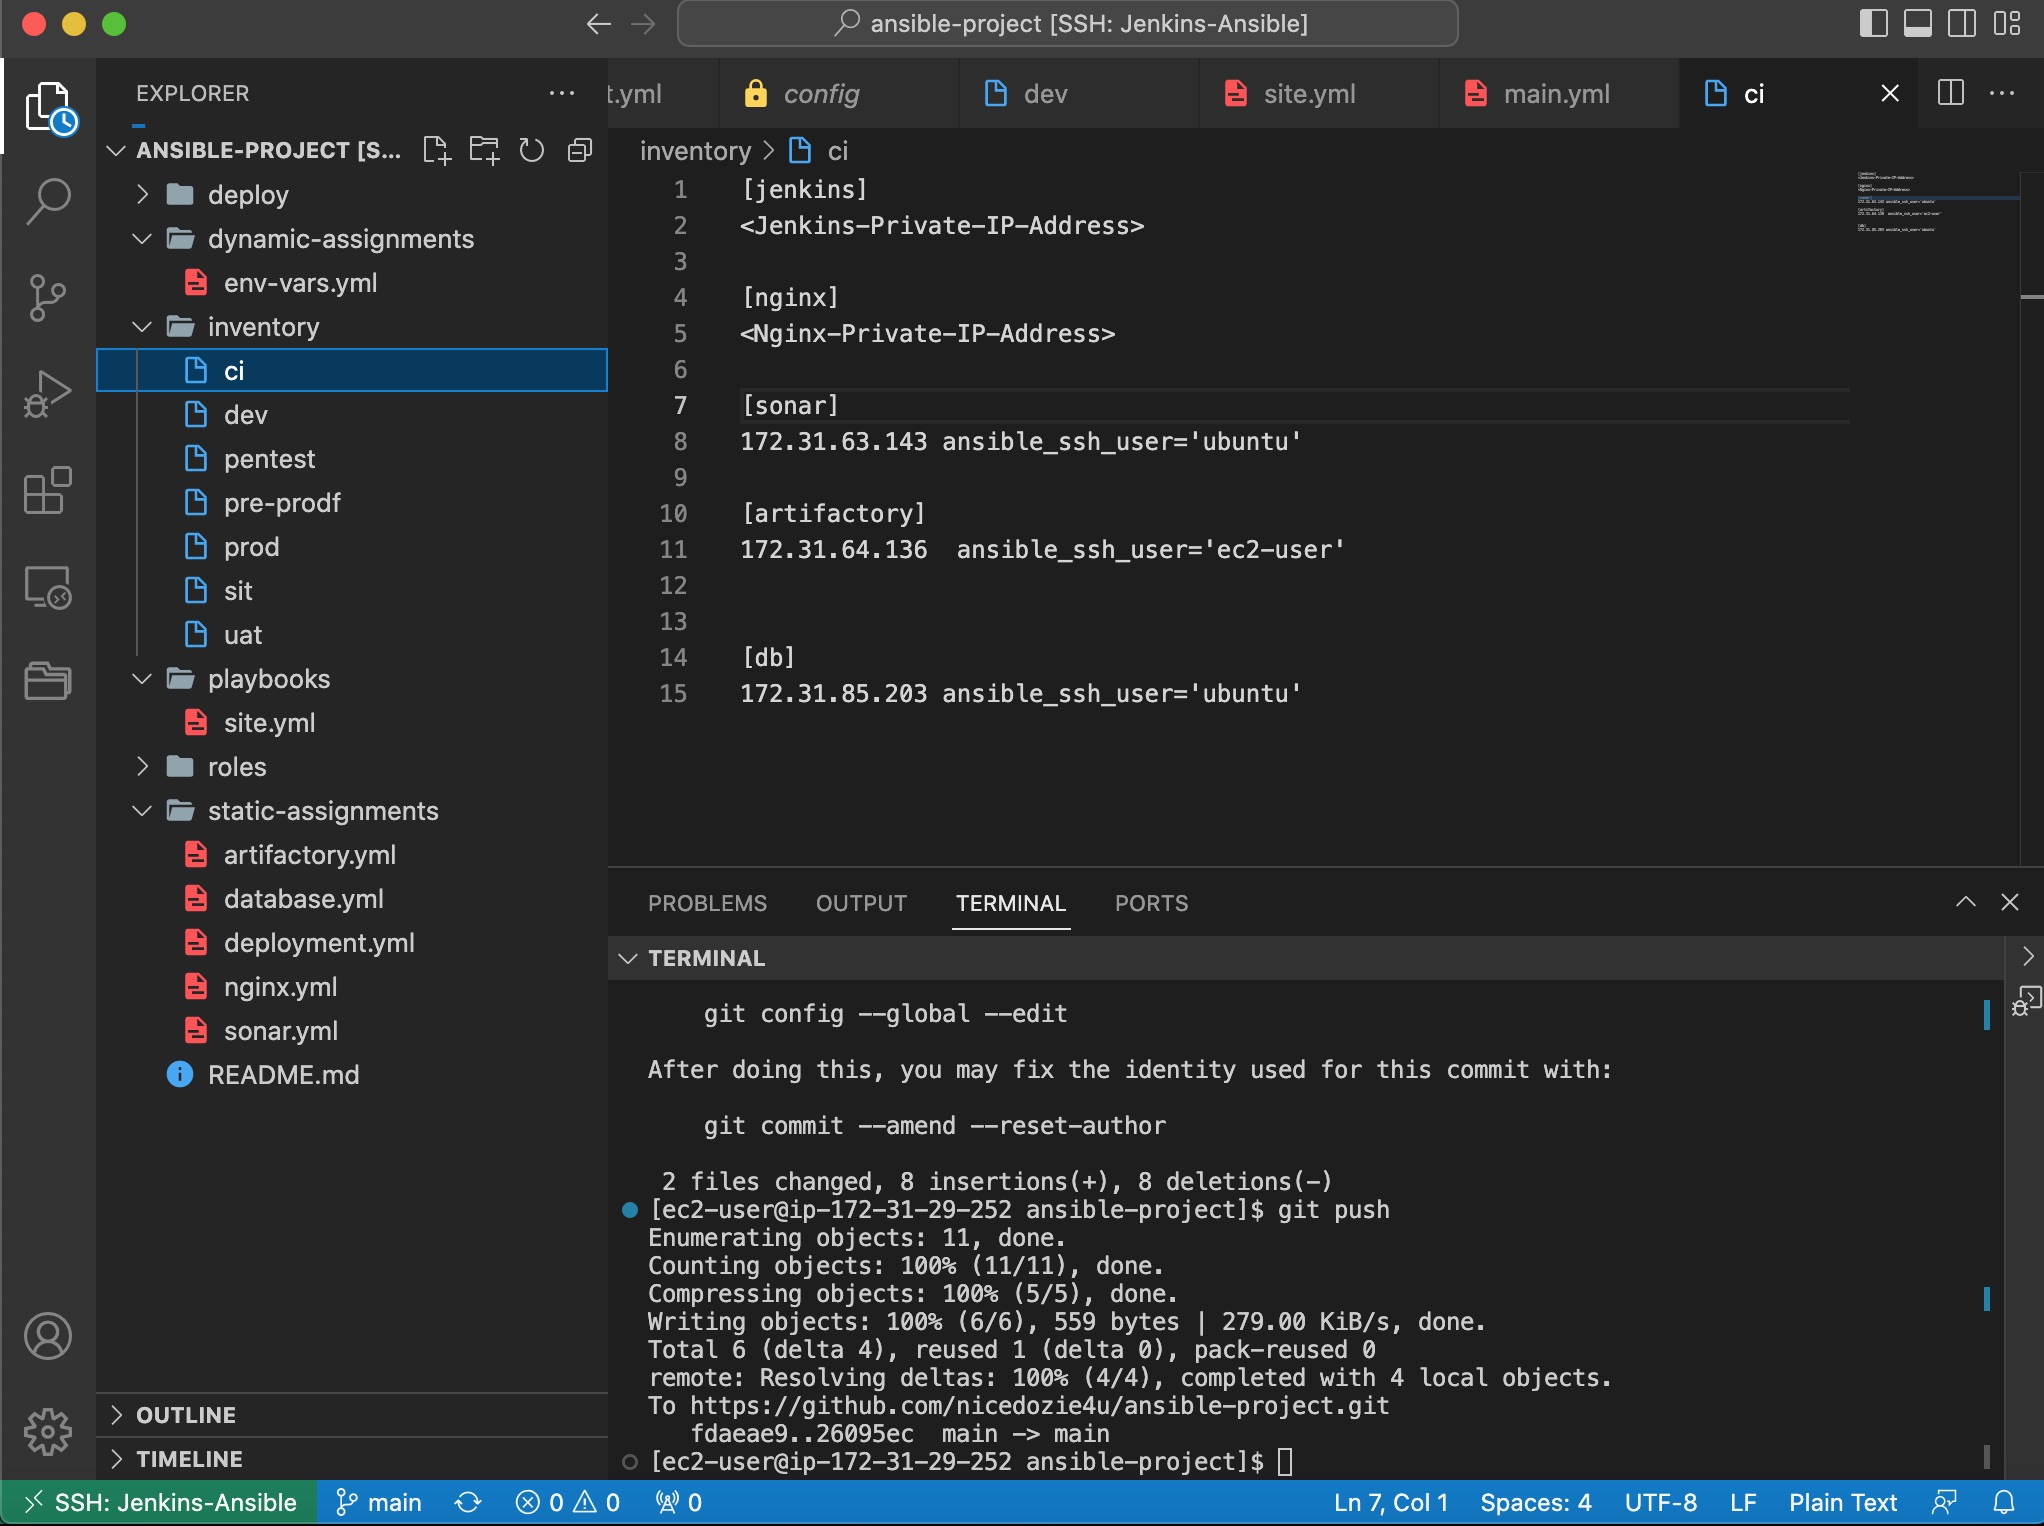 ansible-project [SSH: Jenkins-Ansible]
EXPLORER
t.yml
config
dev
site.yml
main.yml
ci
ANSIBLE-PROJECT [S...
deploy
dynamic-assignments
env-vars.yml
inventory
ci
dev
pentest
pre-prodf
prod
sit
uat
playbooks
site.yml
roles
static-assignments
artifactory.yml
database.yml
deployment.yml
nginx.yml
sonar.yml
README.md
OUTLINE
TIMELINE
inventory > ci
1 [jenkins]
2 <Jenkins-Private-IP-Address>
3
4 [nginx]
5 <Nginx-Private-IP-Address>
6
7 [sonar]
8 172.31.63.143 ansible_ssh_user='ubuntu'
9
10 [artifactory]
11 172.31.64.136  ansible_ssh_user='ec2-user'
12
13
14 [db]
15 172.31.85.203 ansible_ssh_user='ubuntu'
PROBLEMS OUTPUT TERMINAL PORTS
TERMINAL
git config --global --edit
After doing this, you may fix the identity used for this commit with:
git commit --amend --reset-author
2 files changed, 8 insertions(+), 8 deletions(-)
[ec2-user@ip-172-31-29-252 ansible-project]$ git push
Enumerating objects: 11, done.
Counting objects: 100% (11/11), done.
Compressing objects: 100% (5/5), done.
Writing objects: 100% (6/6), 559 bytes | 279.00 KiB/s, done.
Total 6 (delta 4), reused 1 (delta 0), pack-reused 0
remote: Resolving deltas: 100% (4/4), completed with 4 local objects.
To https://github.com/nicedozie4u/ansible-project.git
fdaeae9..26095ec  main -> main
[ec2-user@ip-172-31-29-252 ansible-project]$
SSH: Jenkins-Ansible main 0 0 0 Ln 7, Col 1 Spaces: 4 UTF-8 LF Plain Text